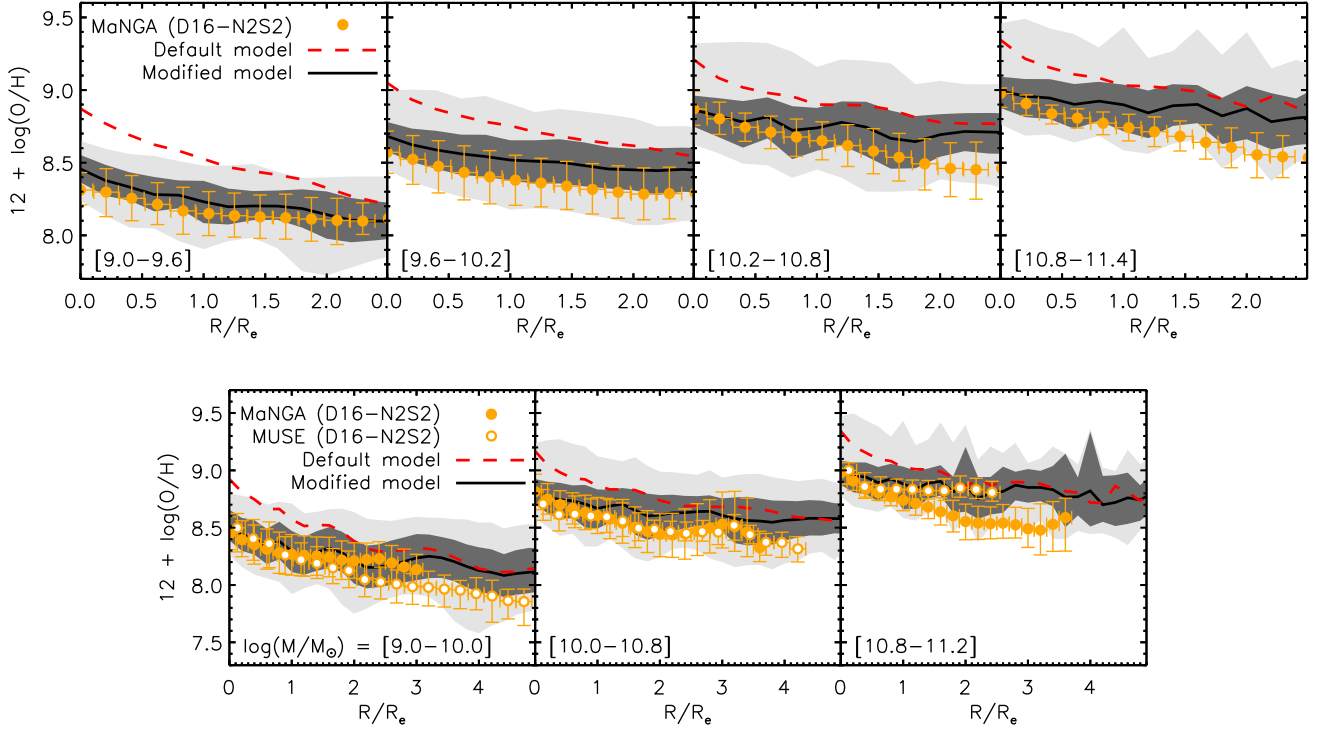 MaNGA (D16−N2S2)
Default model
Modified model
12 + log(O/H)
9.5
9.0
8.5
8.0
[9.0−9.6]
[9.6−10.2]
[10.2−10.8]
[10.8−11.4]
0.0 0.5 1.0 1.5 2.0 0.0 0.5 1.0 1.5 2.0 0.0 0.5 1.0 1.5 2.0 0.0 0.5 1.0 1.5 2.0
R/Re R/Re R/Re R/Re
MaNGA (D16−N2S2)
MUSE (D16−N2S2)
Default model
Modified model
12 + log(O/H)
9.5
9.0
8.5
8.0
7.5
log(M/M☉) = [9.0−10.0]
[10.0−10.8]
[10.8−11.2]
0 1 2 3 4 0 1 2 3 4 0 1 2 3 4
R/Re R/Re R/Re